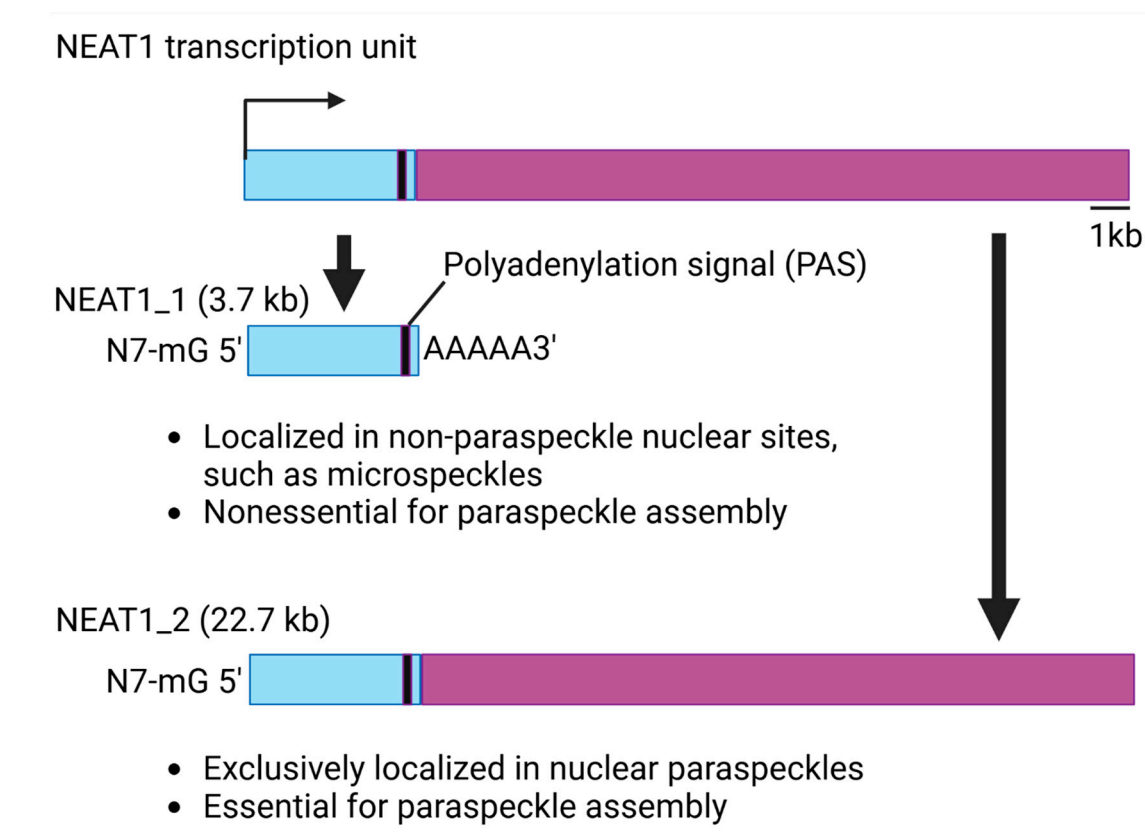 NEAT1 transcription unit
1kb
Polyadenylation signal (PAS)
NEAT1_1 (3.7 kb)
N7-mG 5' AAAAA3'
• Localized in non-paraspeckle nuclear sites,
such as microspeckles
• Nonessential for paraspeckle assembly
NEAT1_2 (22.7 kb)
N7-mG 5'
• Exclusively localized in nuclear paraspeckles
• Essential for paraspeckle assembly